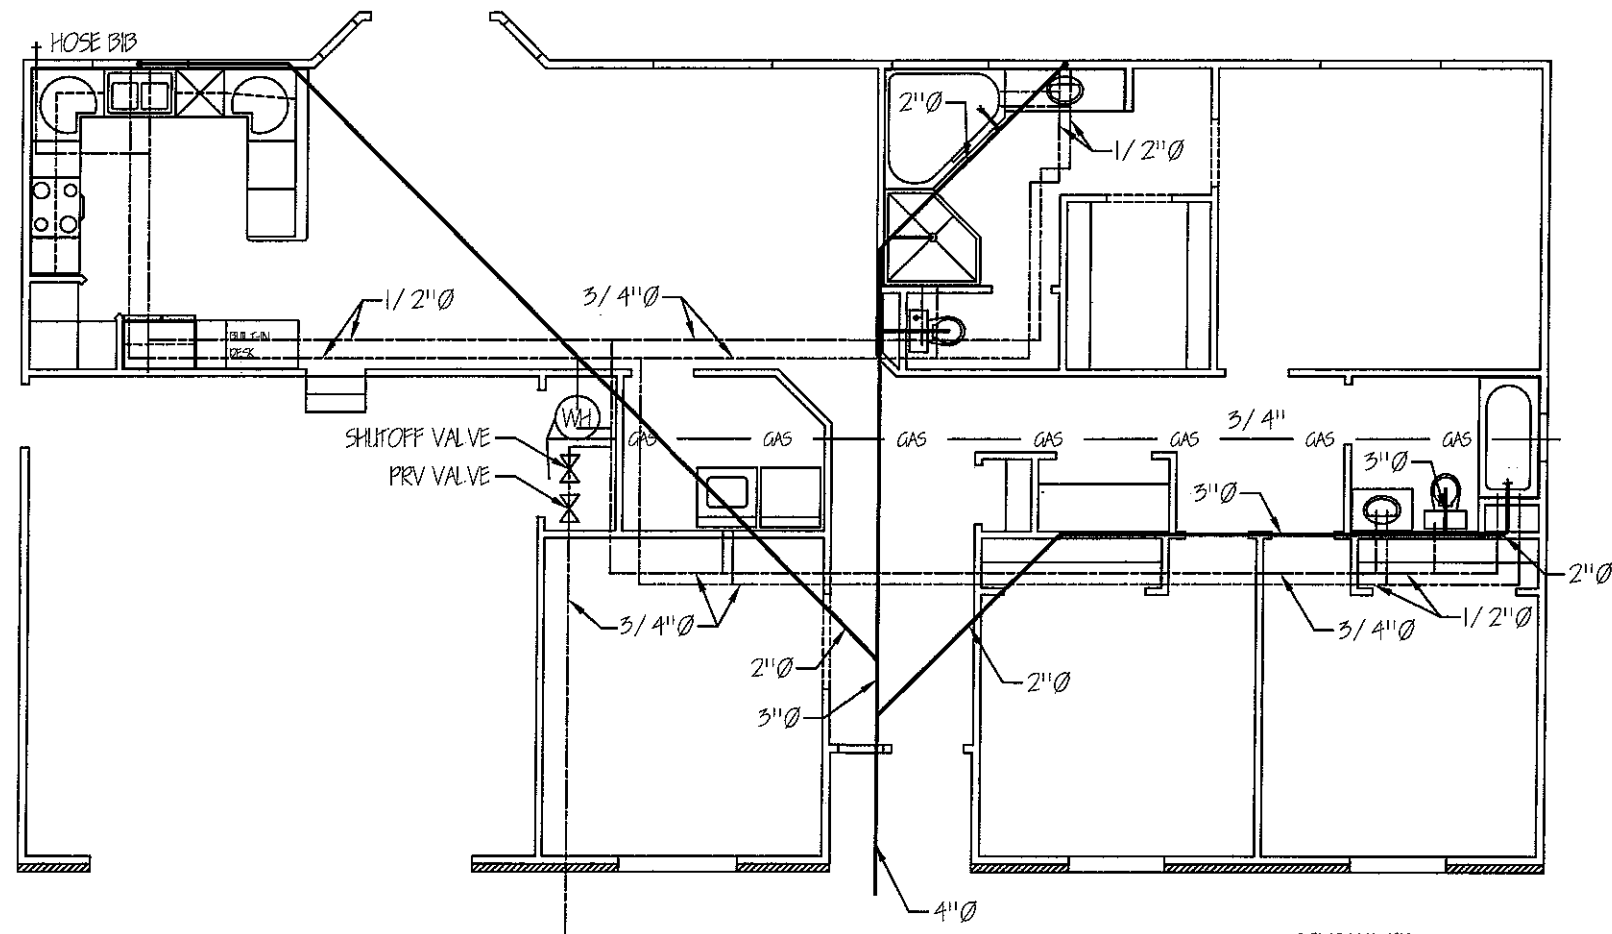 HOSE BIB
2"Ø
1/2"Ø
1/2"Ø
3/4"Ø
BUILT-IN
DESK
WH
3/4"
SHUTOFF VALVE
GAS GAS GAS GAS GAS GAS GAS
PRV VALVE
3"Ø
3"Ø
2"Ø
3/4"Ø
3/4"Ø
1/2"Ø
2"Ø
2"Ø
3"Ø
4"Ø